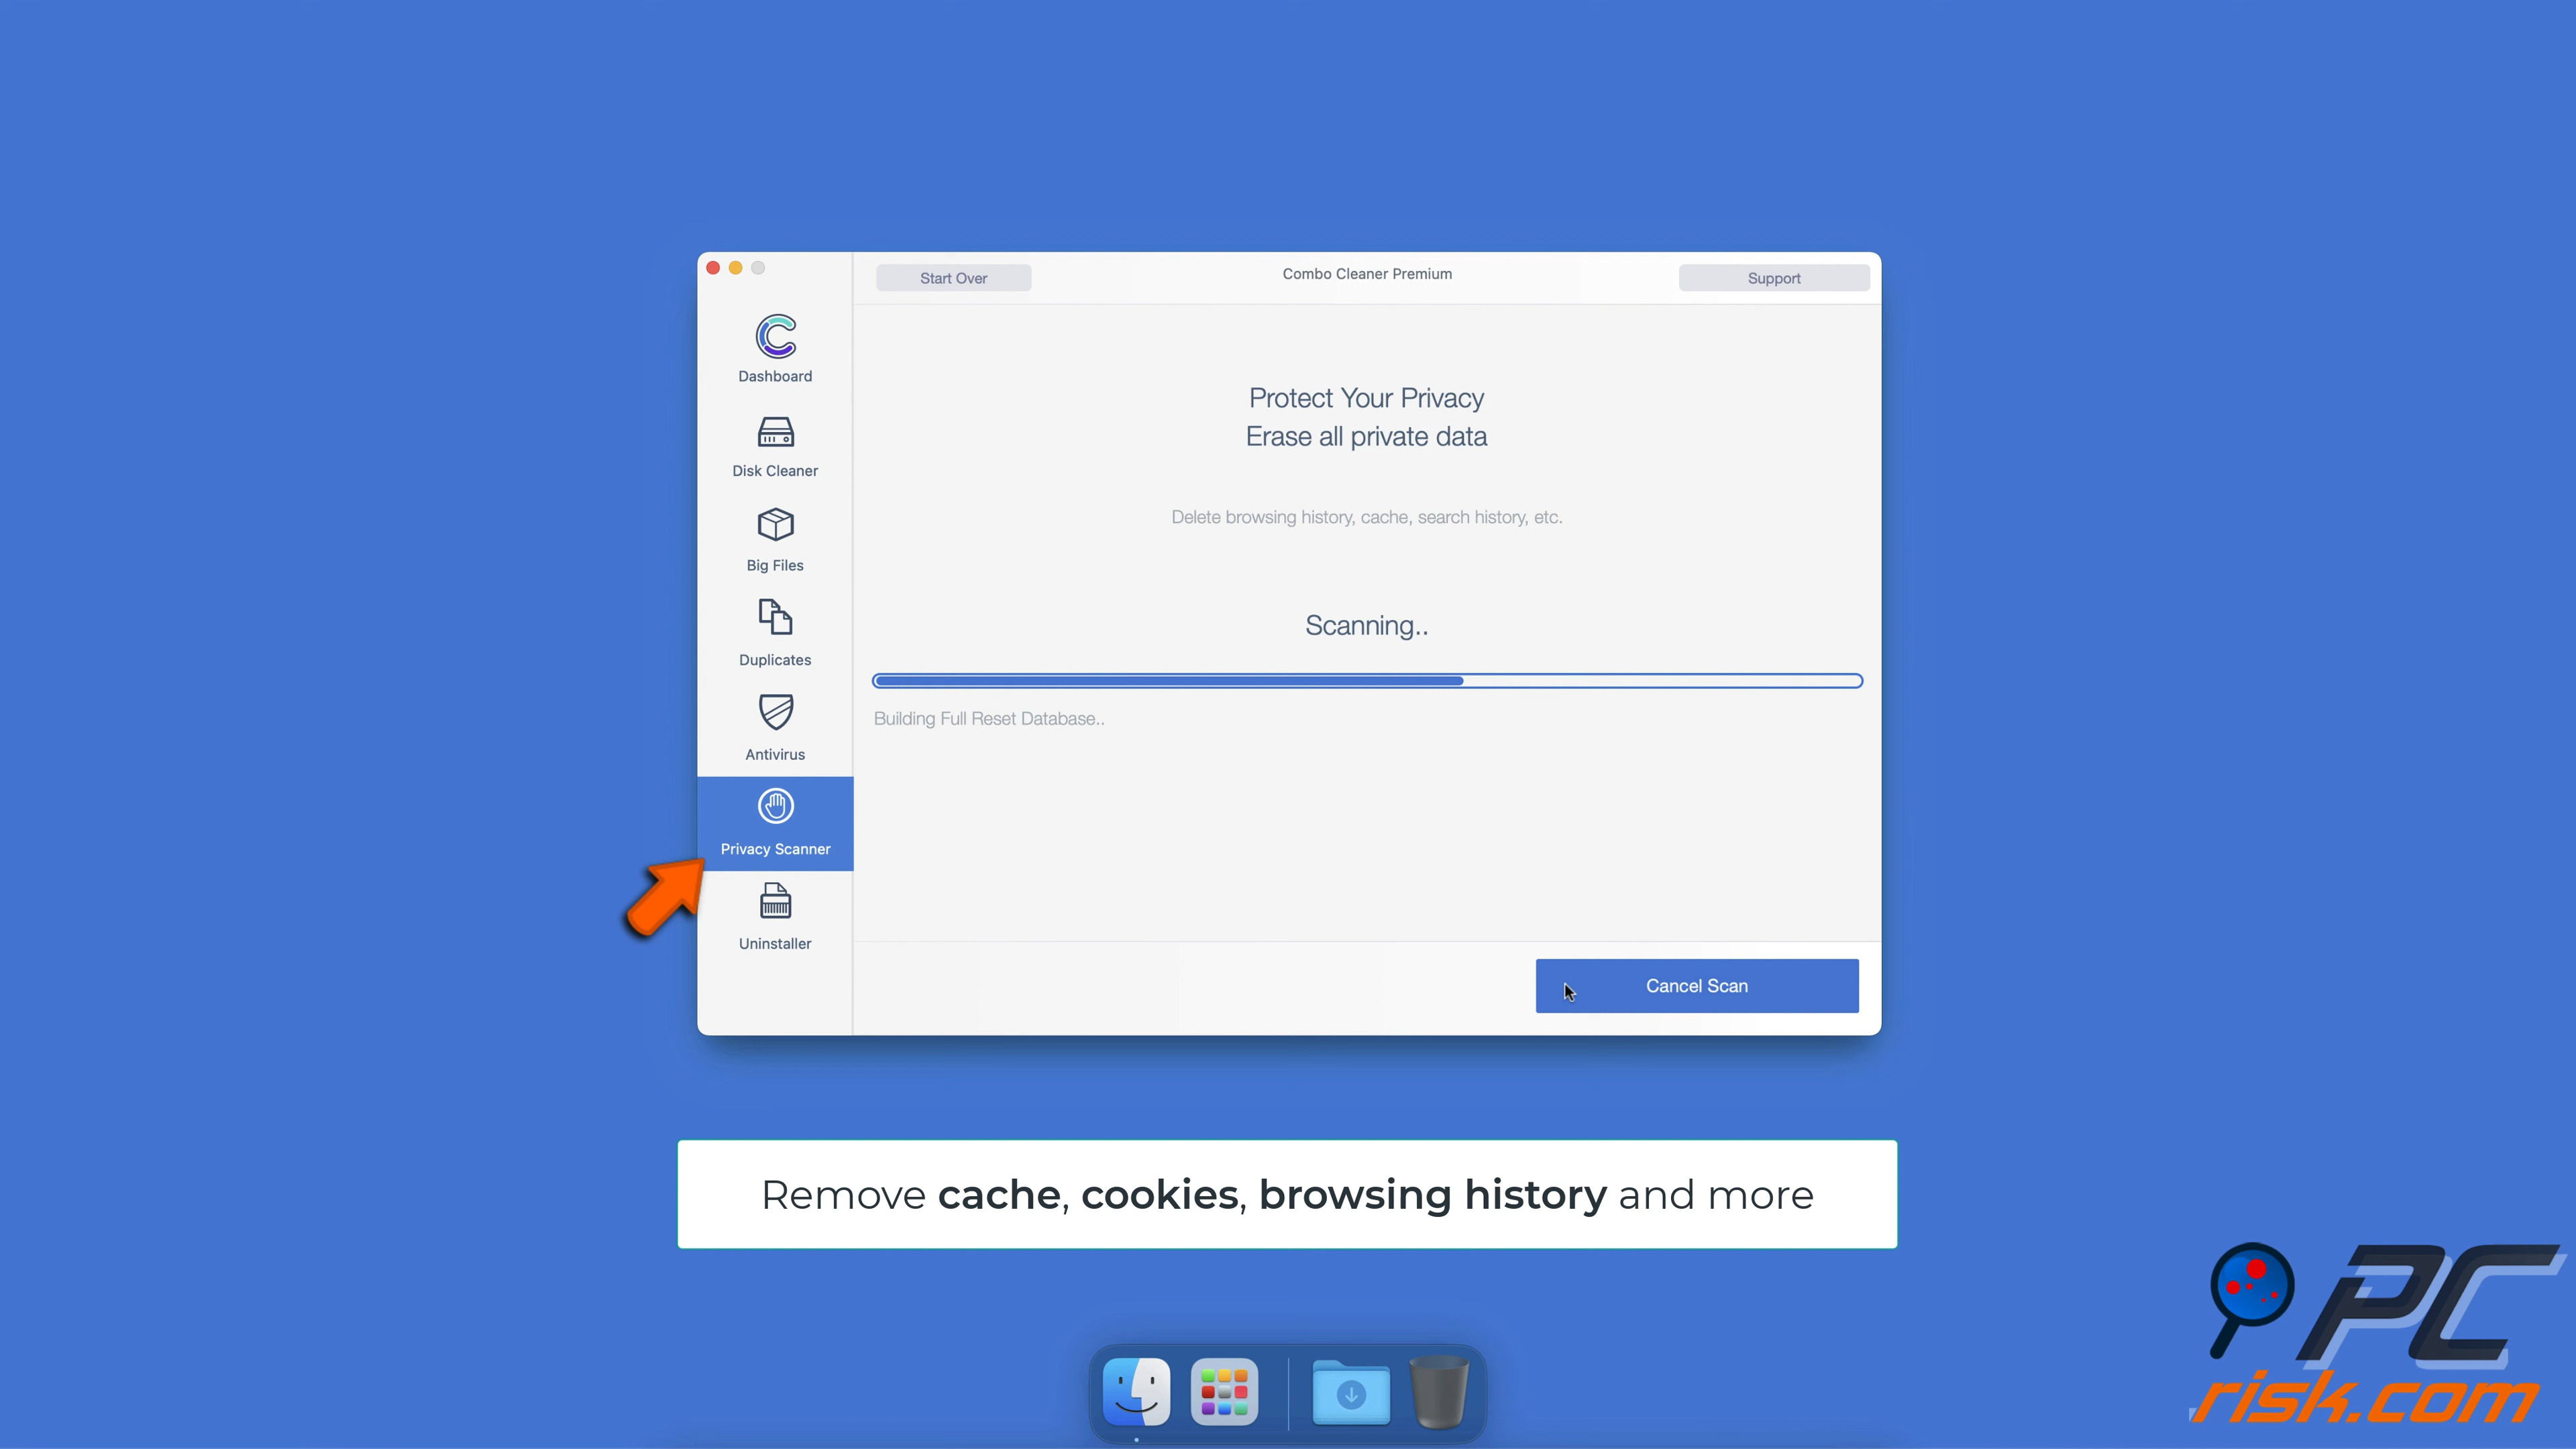 Start Over
Combo Cleaner Premium
Support
Dashboard
Disk Cleaner
Big Files
Duplicates
Antivirus
Privacy Scanner
Uninstaller
Protect Your Privacy
Erase all private data
Delete browsing history, cache, search history, etc.
Scanning..
Building Full Reset Database..
Cancel Scan
Remove cache, cookies, browsing history and more
PC
risk.com